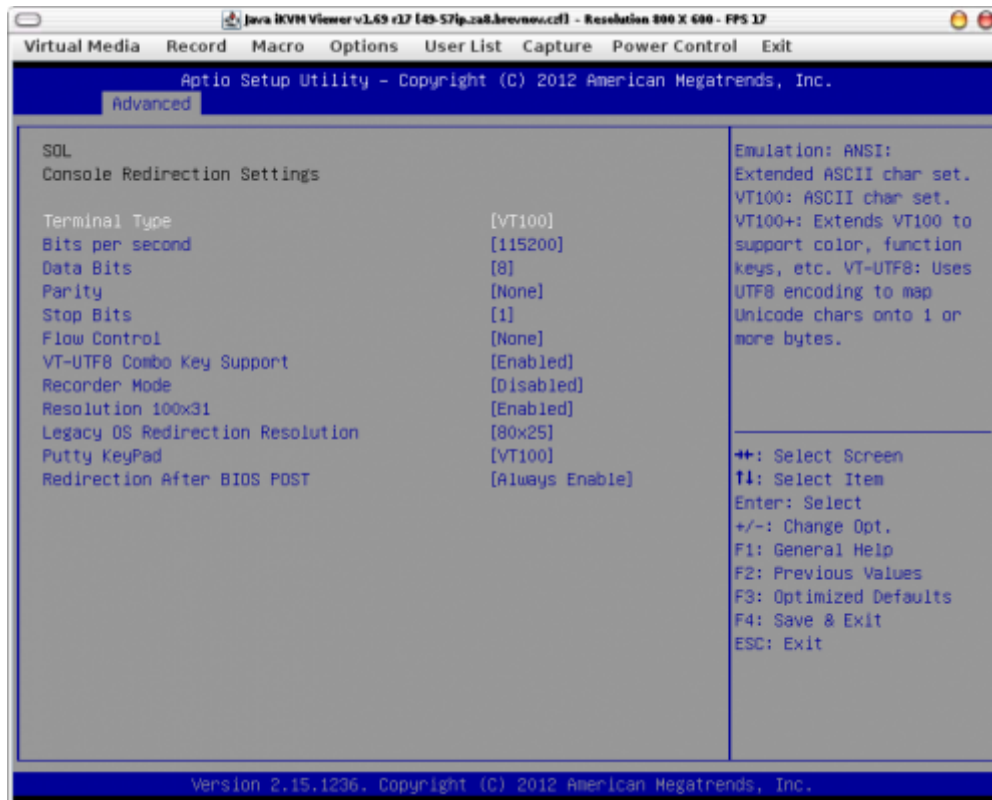 Java iKVM Viewer v1.69 r17 [49-57ip.za8.brevnov.czf] - Resolution 800 X 600 - FPS 17
Virtual Media Record Macro Options User List Capture Power Control Exit
Aptio Setup Utility – Copyright (C) 2012 American Megatrends, Inc.
Advanced
SOL
Console Redirection Settings
Terminal Type [VT100]
Bits per second [115200]
Data Bits [8]
Parity [None]
Stop Bits [1]
Flow Control [None]
VT-UTF8 Combo Key Support [Enabled]
Recorder Mode [Disabled]
Resolution 100x31 [Enabled]
Legacy OS Redirection Resolution [80x25]
Putty KeyPad [VT100]
Redirection After BIOS POST [Always Enable]
Emulation: ANSI:
Extended ASCII char set.
VT100: ASCII char set.
VT100+: Extends VT100 to
support color, function
keys, etc. VT-UTF8: Uses
UTF8 encoding to map
Unicode chars onto 1 or
more bytes.
→←: Select Screen
↑↓: Select Item
Enter: Select
+/-: Change Opt.
F1: General Help
F2: Previous Values
F3: Optimized Defaults
F4: Save & Exit
ESC: Exit
Version 2.15.1236. Copyright (C) 2012 American Megatrends, Inc.